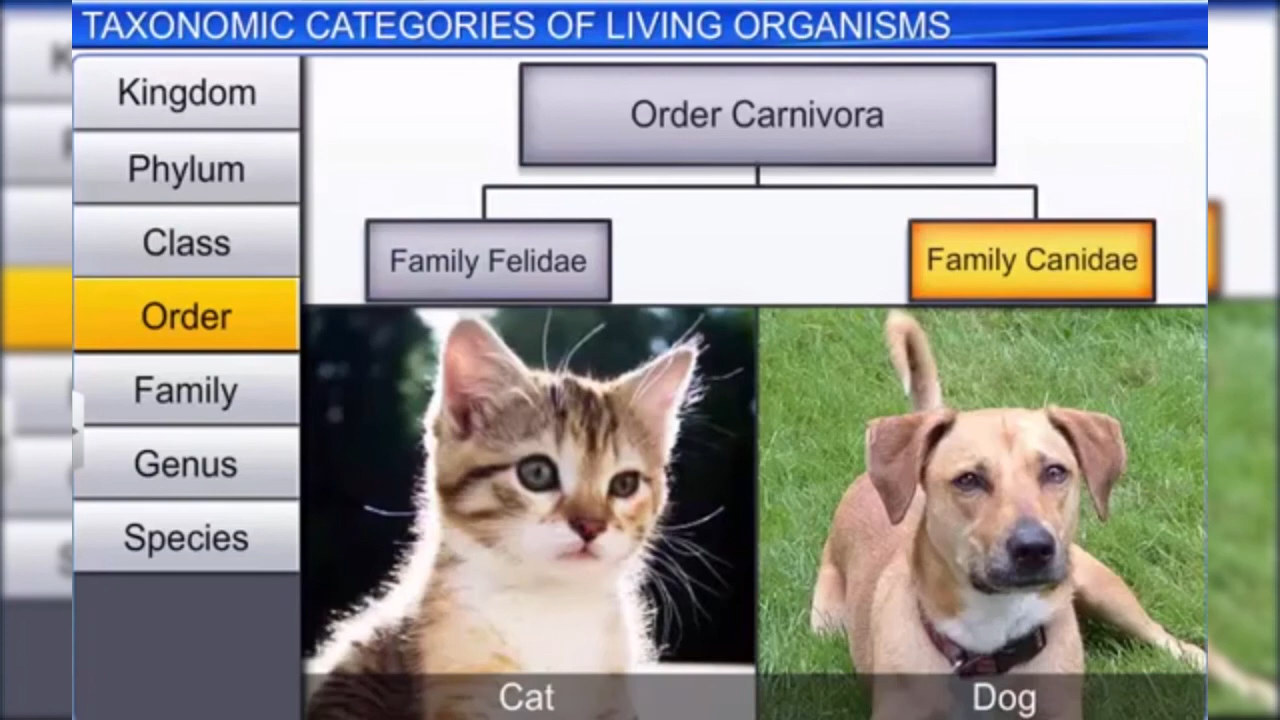 TAXONOMIC CATEGORIES OF LIVING ORGANISMS
Kingdom
Phylum
Class
Order
Family
Genus
Species
Order Carnivora
Family Felidae
Family Canidae
Cat
Dog